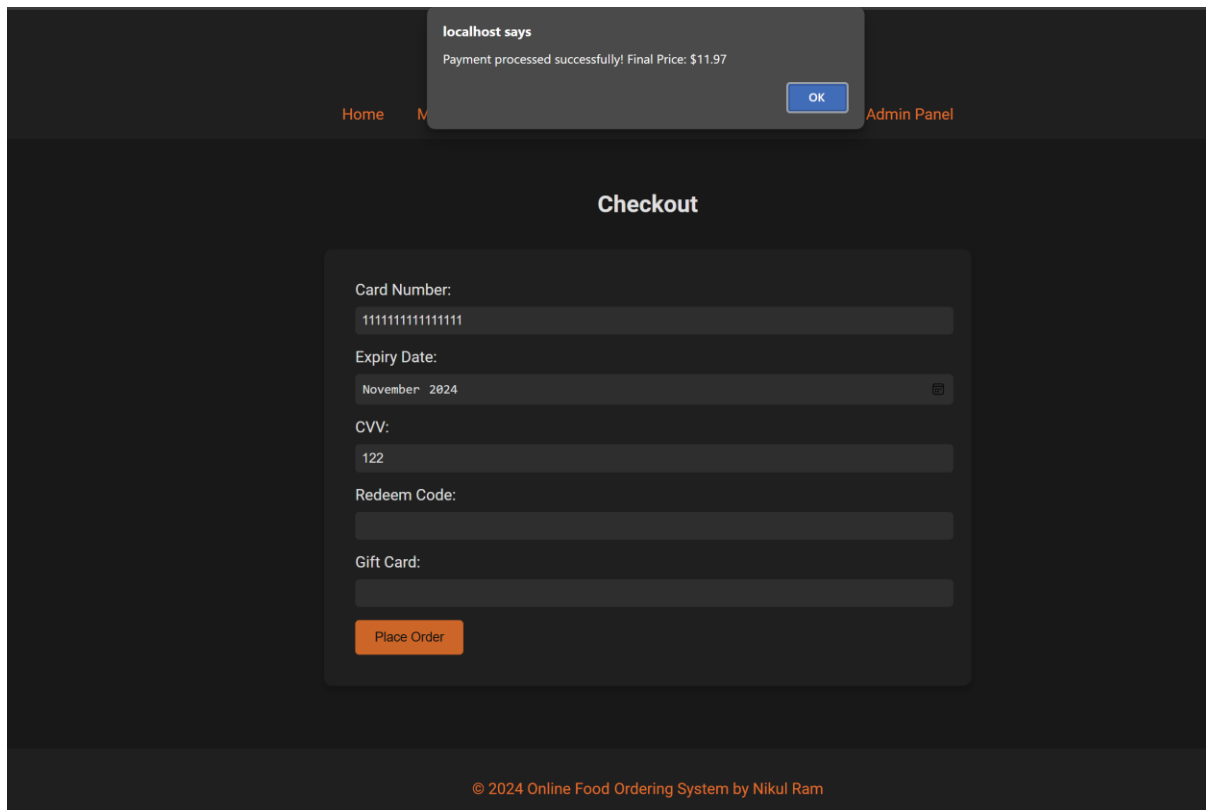 localhost says
Payment processed successfully! Final Price: $11.97
OK
Home M Admin Panel
Checkout
Card Number:
1111111111111111
Expiry Date:
November 2024
CVV:
122
Redeem Code:
Gift Card:
Place Order
© 2024 Online Food Ordering System by Nikul Ram